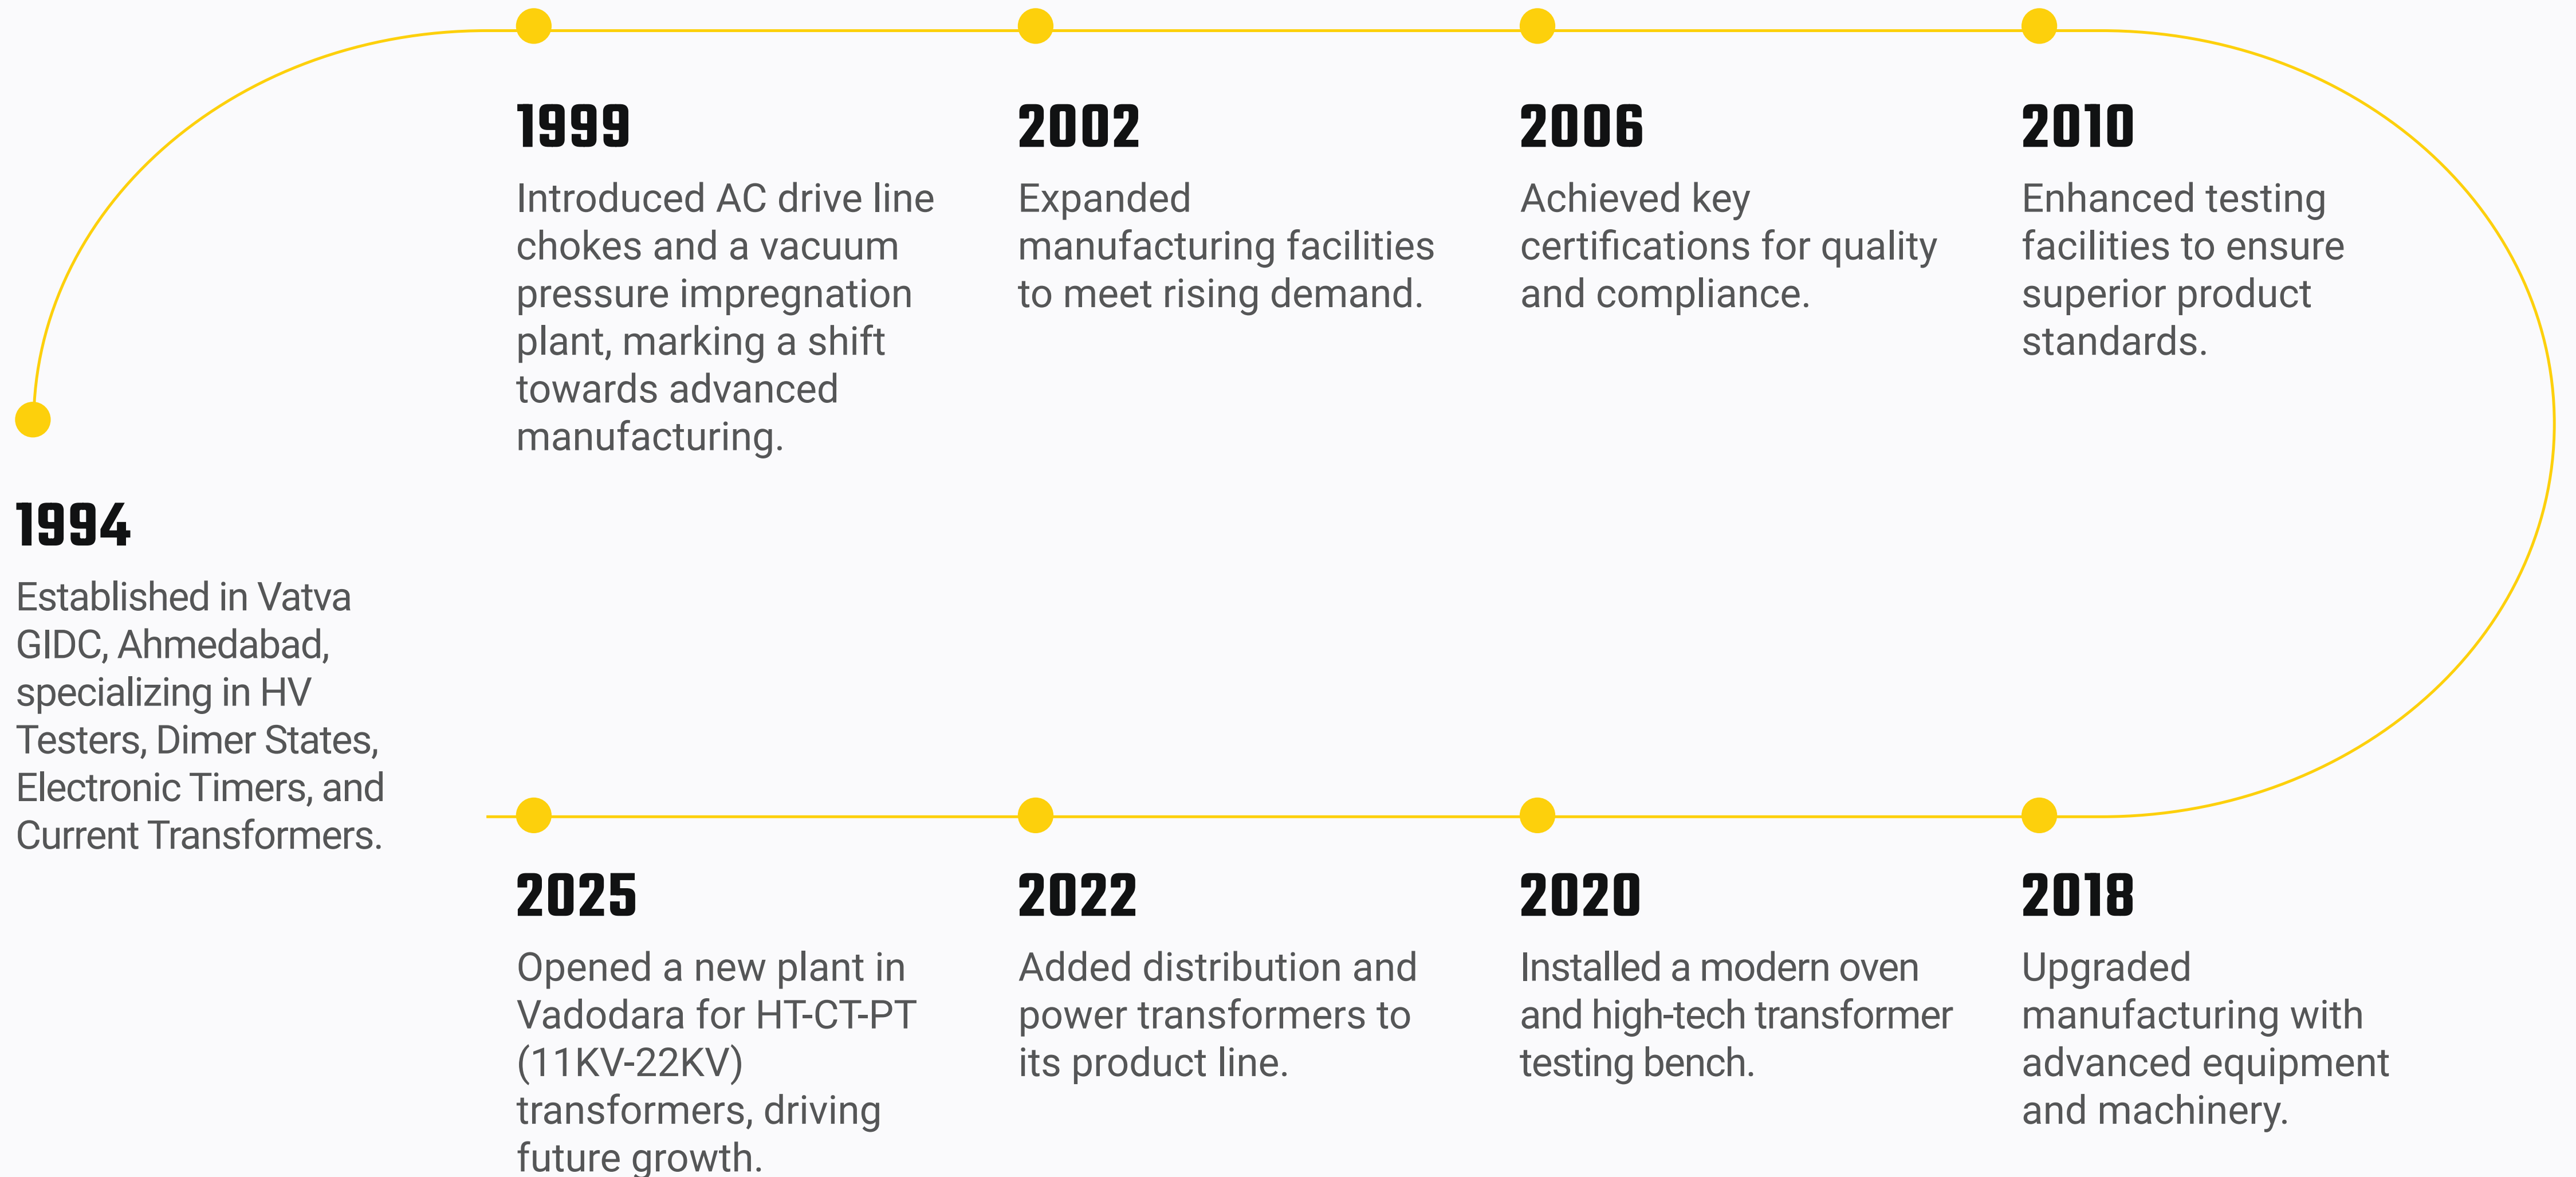 1994
Established in Vatva
GIDC, Ahmedabad,
specializing in HV
Testers, Dimer States,
Electronic Timers, and
Current Transformers.
1999
Introduced AC drive line
chokes and a vacuum
pressure impregnation
plant, marking a shift
towards advanced
manufacturing.
2002
Expanded
manufacturing facilities
to meet rising demand.
2006
Achieved key
certifications for quality
and compliance.
2010
Enhanced testing
facilities to ensure
superior product
standards.
2018
Upgraded
manufacturing with
advanced equipment
and machinery.
2020
Installed a modern oven
and high-tech transformer
testing bench.
2022
Added distribution and
power transformers to
its product line.
2025
Opened a new plant in
Vadodara for HT-CT-PT
(11KV-22KV)
transformers, driving
future growth.